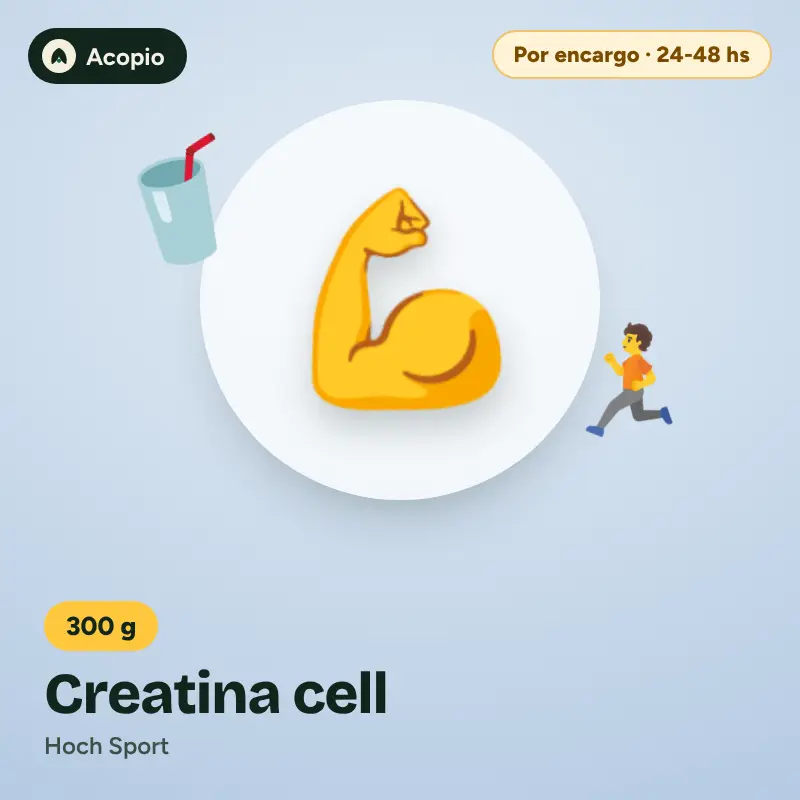 Acopio
Por encargo · 24-48 hs
300 g
Creatina cell
Hoch Sport